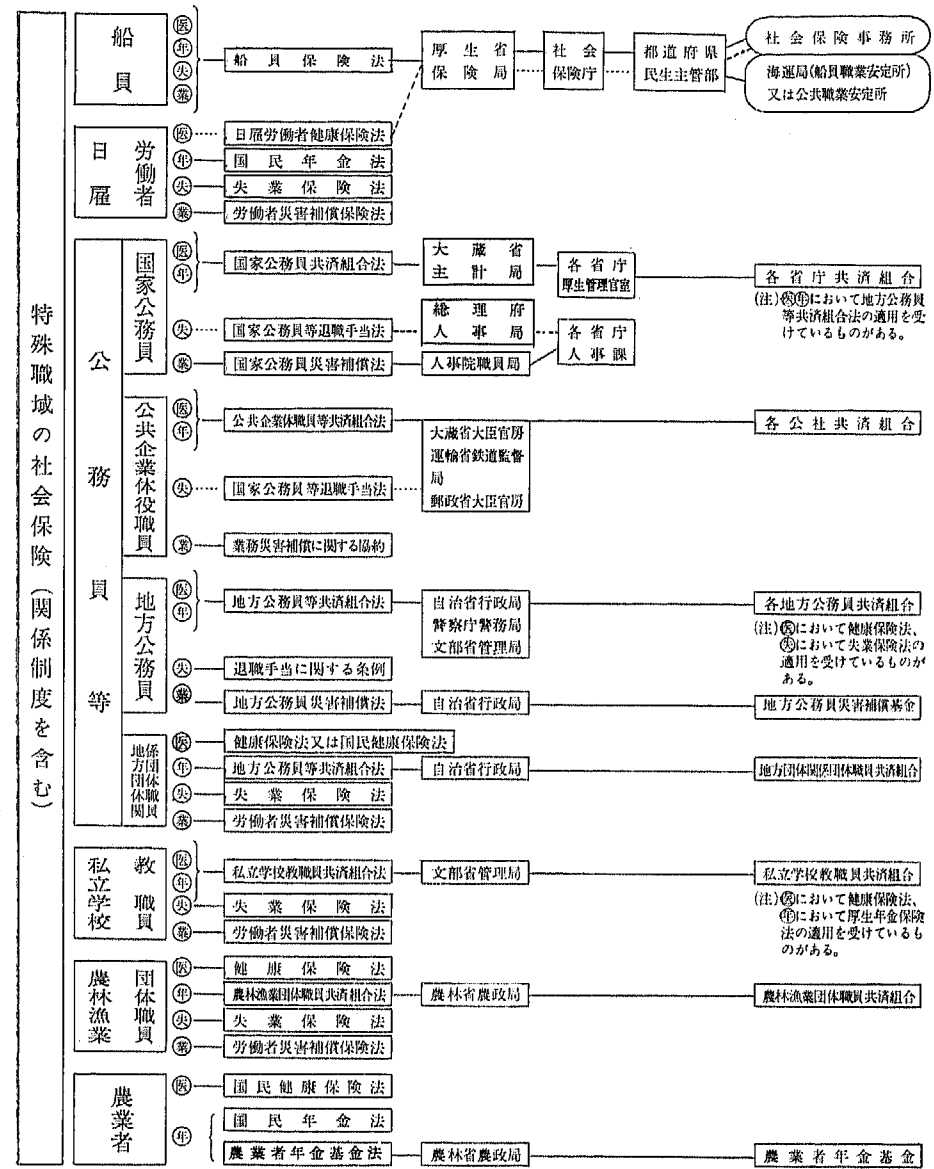 特殊職域の社会保険（関係制度を含む）
船員
医
年
失
業
船員保険法
厚生省
保険局
社会
保険庁
都道府県
民生主管部
社会保険事務所
海運局(船員職業安定所)
又は公共職業安定所
日雇労働者
医
日雇労働者健康保険法
年
国民年金法
失
失業保険法
業
労働者災害補償保険法
公務員等
国家公務員
医
年
国家公務員共済組合法
大蔵省
主計局
各省庁
厚生管理官室
各省庁共済組合
(注)医年において地方公務員
等共済組合法の適用を受
けているものがある。
失
国家公務員等退職手当法
総理府
人事局
各省庁
人事課
業
国家公務員災害補償法
人事院職員局
公共企業体役職員
医
年
公共企業体職員等共済組合法
大蔵省大臣官房
運輸省鉄道監督
局
郵政省大臣官房
各公社共済組合
失
国家公務員等退職手当法
業
業務災害補償に関する協約
地方公務員
医
年
地方公務員等共済組合法
自治省行政局
警察庁警務局
文部省管理局
各地方公務員共済組合
(注)医において健康保険法、
失において失業保険法の
適用を受けているものが
ある。
失
退職手当に関する条例
業
地方公務員災害補償法
自治省行政局
地方公務員災害補償基金
地方団体関係団体職員
医
健康保険法又は国民健康保険法
年
地方公務員等共済組合法
自治省行政局
地方団体関係団体職員共済組合
失
失業保険法
業
労働者災害補償保険法
私立学校教職員
医
年
私立学校教職員共済組合法
文部省管理局
私立学校教職員共済組合
(注)医において健康保険法、
年において厚生年金保険
法の適用を受けているも
のがある。
失
失業保険法
業
労働者災害補償保険法
農林漁業団体職員
医
健康保険法
年
農林漁業団体職員共済組合法
農林省農政局
農林漁業団体職員共済組合
失
失業保険法
業
労働者災害補償保険法
農業者
医
国民健康保険法
年
国民年金法
農業者年金基金法
農林省農政局
農業者年金基金